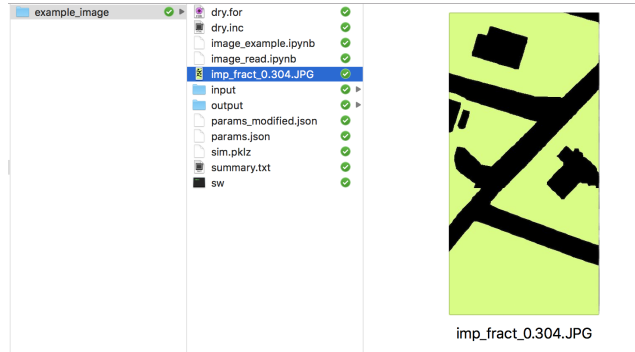 example_image
dry.for
dry.inc
image_example.ipynb
image_read.ipynb
imp_fract_0.304.JPG
input
output
params_modified.json
params.json
sim.pklz
summary.txt
sw
imp_fract_0.304.JPG